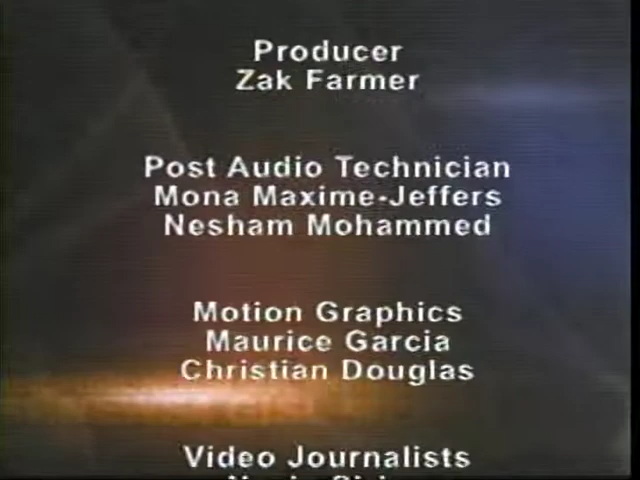 Producer
Zak Farmer
Post Audio Technician
Mona Maxime-Jeffers
Nesham Mohammed
Motion Graphics
Maurice Garcia
Christian Douglas
Video Journalists